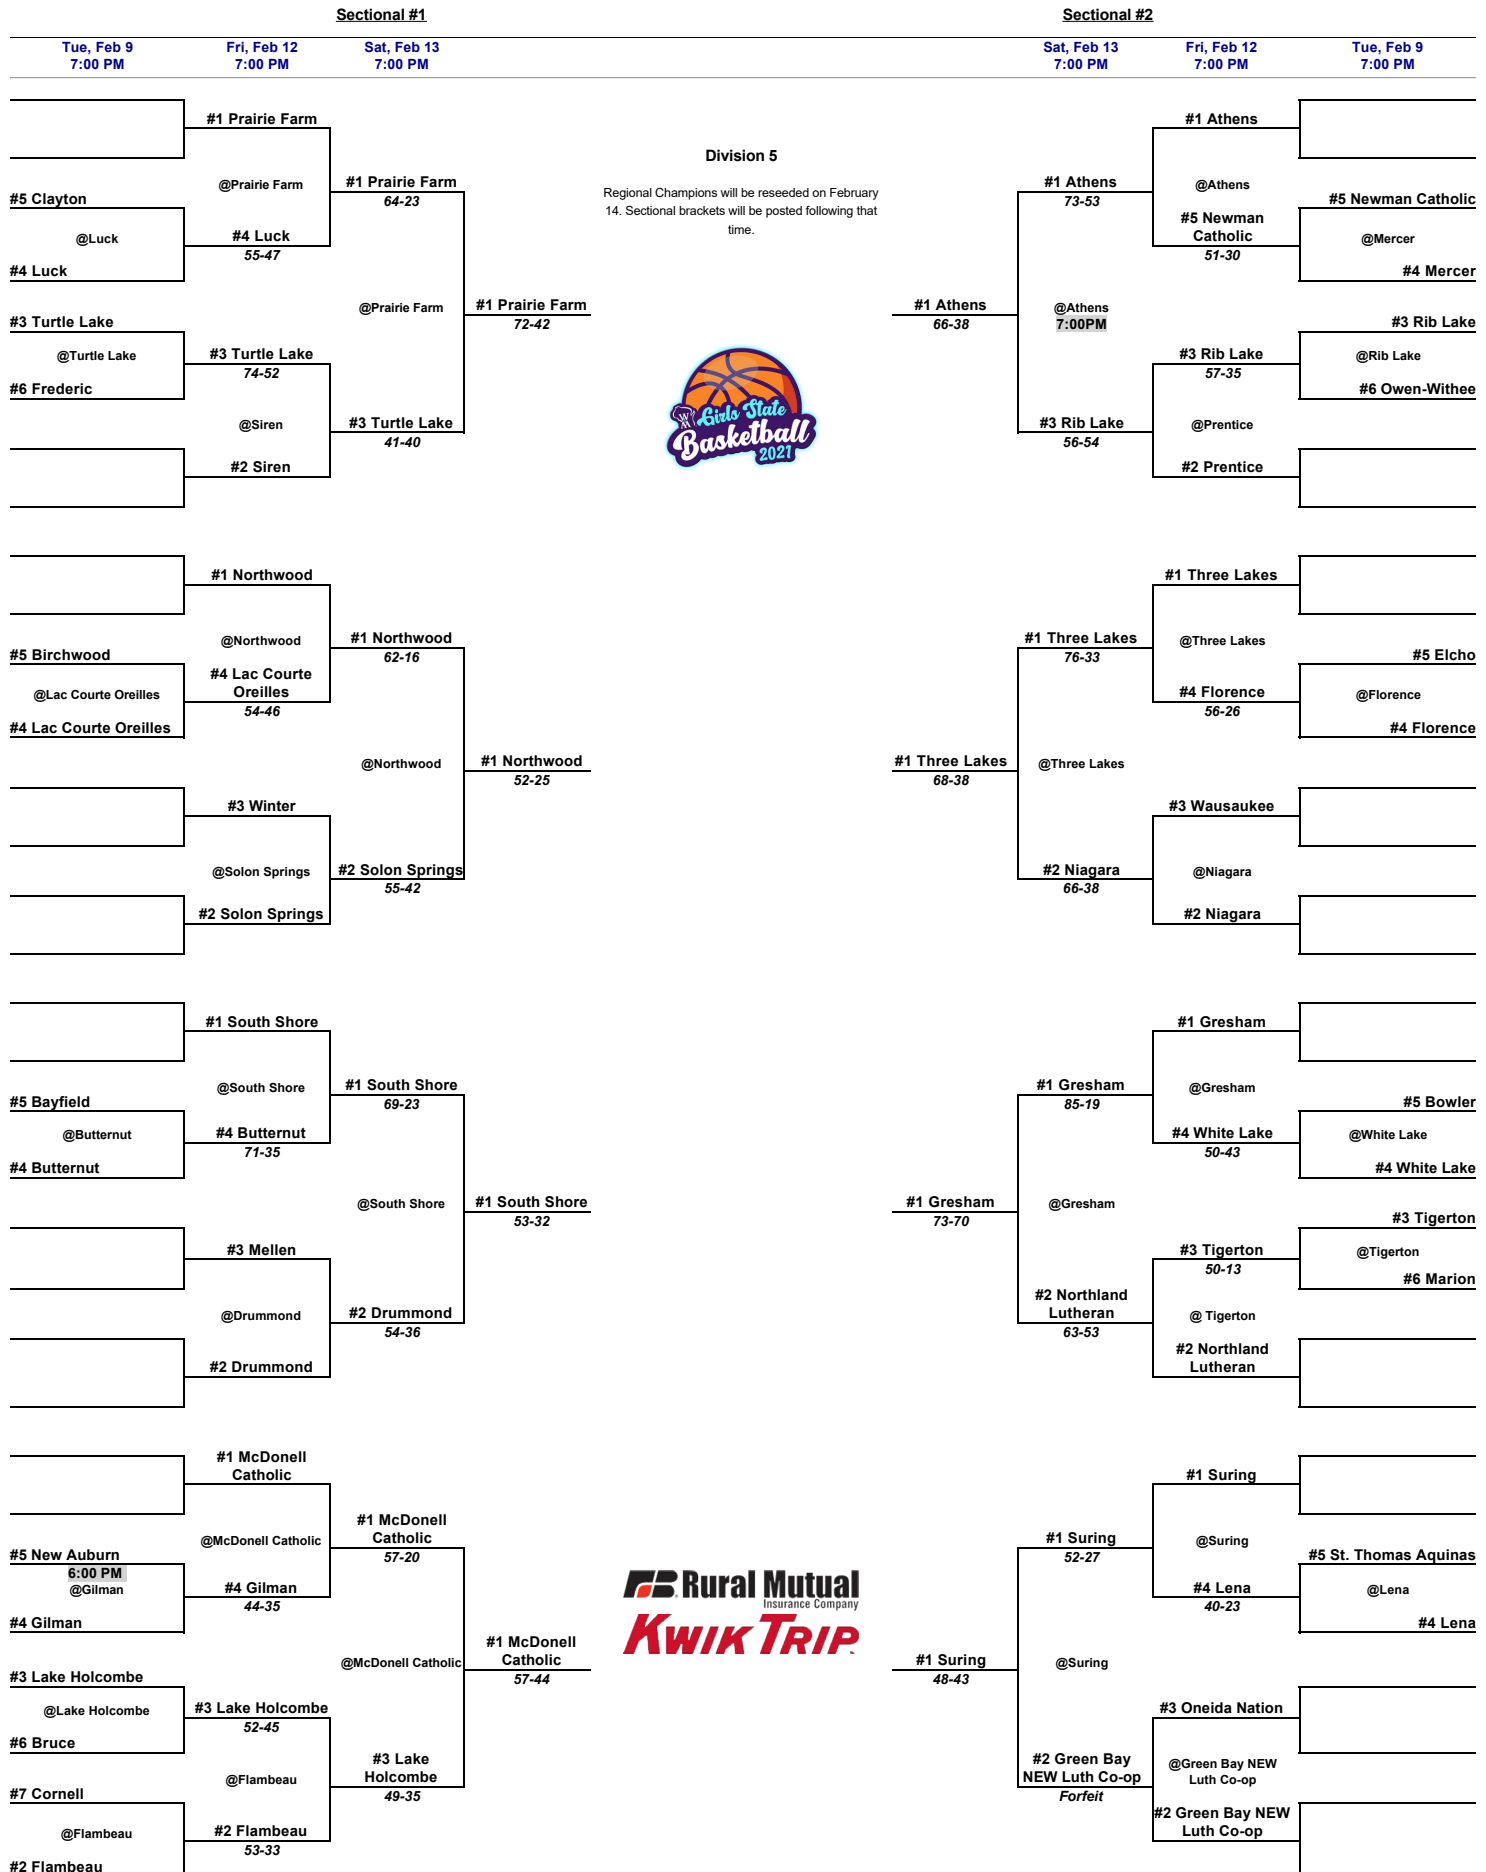 Sectional #1
Sectional #2
Tue, Feb 9
7:00 PM
Fri, Feb 12
7:00 PM
Sat, Feb 13
7:00 PM
Sat, Feb 13
7:00 PM
Fri, Feb 12
7:00 PM
Tue, Feb 9
7:00 PM
Division 5
Regional Champions will be reseeded on February
14. Sectional brackets will be posted following that
time.
#1 Prairie Farm
@Prairie Farm
#1 Prairie Farm
64-23
#5 Clayton
@Luck
#4 Luck
55-47
#4 Luck
@Prairie Farm
#1 Prairie Farm
72-42
#3 Turtle Lake
@Turtle Lake
#3 Turtle Lake
74-52
#6 Frederic
@Siren
#3 Turtle Lake
41-40
#2 Siren
#1 Athens
#1 Athens
73-53
@Athens
#5 Newman Catholic
#5 Newman
Catholic
51-30
@Mercer
#4 Mercer
#1 Athens
66-38
@Athens
7:00PM
#3 Rib Lake
#3 Rib Lake
57-35
@Rib Lake
#6 Owen-Withee
#3 Rib Lake
56-54
@Prentice
#2 Prentice
W
Girls State
Basketball
2021
#1 Northwood
@Northwood
#1 Northwood
62-16
#5 Birchwood
@Lac Courte Oreilles
#4 Lac Courte
Oreilles
54-46
#4 Lac Courte Oreilles
@Northwood
#1 Northwood
52-25
#3 Winter
@Solon Springs
#2 Solon Springs
55-42
#2 Solon Springs
#1 Three Lakes
#1 Three Lakes
76-33
@Three Lakes
#5 Elcho
#4 Florence
56-26
@Florence
#4 Florence
#1 Three Lakes
68-38
@Three Lakes
#3 Wausaukee
#2 Niagara
66-38
@Niagara
#2 Niagara
#1 South Shore
@South Shore
#1 South Shore
69-23
#5 Bayfield
@Butternut
#4 Butternut
71-35
#4 Butternut
@South Shore
#1 South Shore
53-32
#3 Mellen
@Drummond
#2 Drummond
54-36
#2 Drummond
#1 Gresham
#1 Gresham
85-19
@Gresham
#5 Bowler
#4 White Lake
50-43
@White Lake
#4 White Lake
#1 Gresham
73-70
@Gresham
#3 Tigerton
#3 Tigerton
50-13
@Tigerton
#6 Marion
#2 Northland
Lutheran
63-53
@ Tigerton
#2 Northland
Lutheran
#1 McDonell
Catholic
@McDonell Catholic
#1 McDonell
Catholic
57-20
#5 New Auburn
6:00 PM
@Gilman
#4 Gilman
44-35
#4 Gilman
@McDonell Catholic
#1 McDonell
Catholic
57-44
#3 Lake Holcombe
@Lake Holcombe
#3 Lake Holcombe
52-45
#6 Bruce
@Flambeau
#3 Lake
Holcombe
49-35
#7 Cornell
@Flambeau
#2 Flambeau
53-33
#2 Flambeau
Rural Mutual
Insurance Company
KWIK TRIP
#1 Suring
#1 Suring
52-27
@Suring
#5 St. Thomas Aquinas
#4 Lena
40-23
@Lena
#4 Lena
#1 Suring
48-43
@Suring
#3 Oneida Nation
#2 Green Bay
NEW Luth Co-op
Forfeit
@Green Bay NEW
Luth Co-op
#2 Green Bay NEW
Luth Co-op